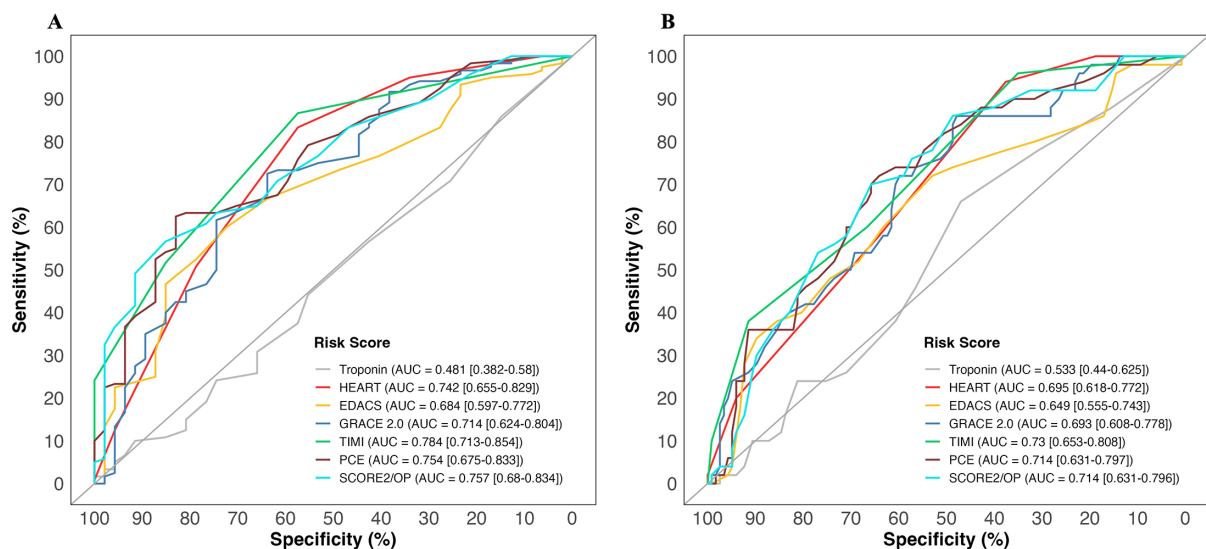 A
Sensitivity (%)
100
90
80
70
60
50
40
30
20
10
0
Risk Score
Troponin (AUC = 0.481 [0.382-0.58])
HEART (AUC = 0.742 [0.655-0.829])
EDACS (AUC = 0.684 [0.597-0.772])
GRACE 2.0 (AUC = 0.714 [0.624-0.804])
TIMI (AUC = 0.784 [0.713-0.854])
PCE (AUC = 0.754 [0.675-0.833])
SCORE2/OP (AUC = 0.757 [0.68-0.834])
100 90 80 70 60 50 40 30 20 10 0
Specificity (%)
B
Sensitivity (%)
100
90
80
70
60
50
40
30
20
10
0
Risk Score
Troponin (AUC = 0.533 [0.44-0.625])
HEART (AUC = 0.695 [0.618-0.772])
EDACS (AUC = 0.649 [0.555-0.743])
GRACE 2.0 (AUC = 0.693 [0.608-0.778])
TIMI (AUC = 0.73 [0.653-0.808])
PCE (AUC = 0.714 [0.631-0.797])
SCORE2/OP (AUC = 0.714 [0.631-0.796])
100 90 80 70 60 50 40 30 20 10 0
Specificity (%)